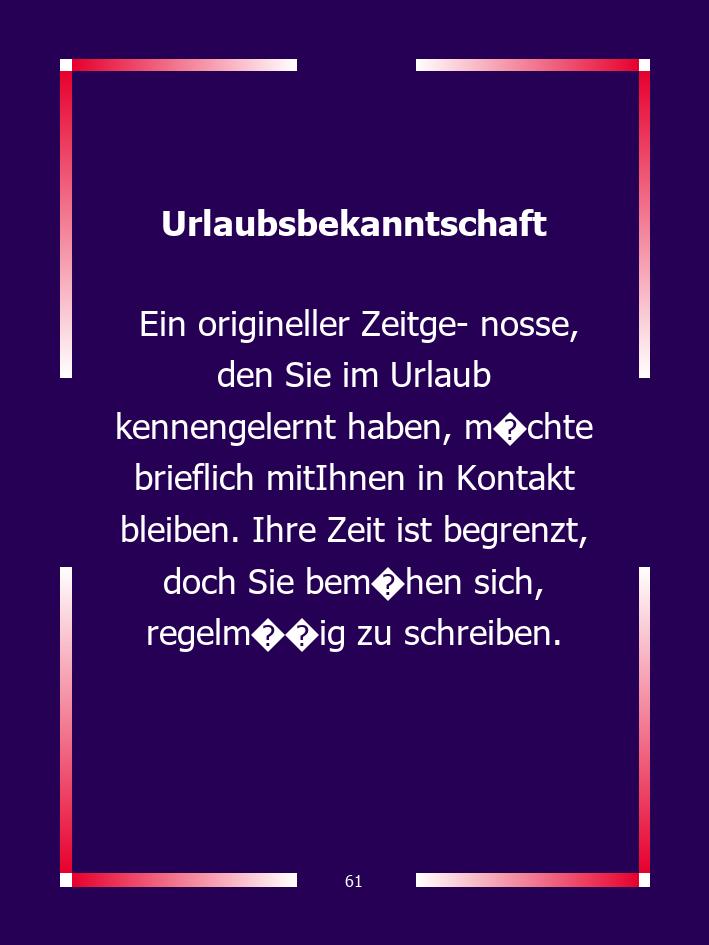 Urlaubsbekanntschaft
Ein origineller Zeitge- nosse,
den Sie im Urlaub
kennengelernt haben, m�chte
brieflich mitIhnen in Kontakt
bleiben. Ihre Zeit ist begrenzt,
doch Sie bem�hen sich,
regelm��ig zu schreiben.
61